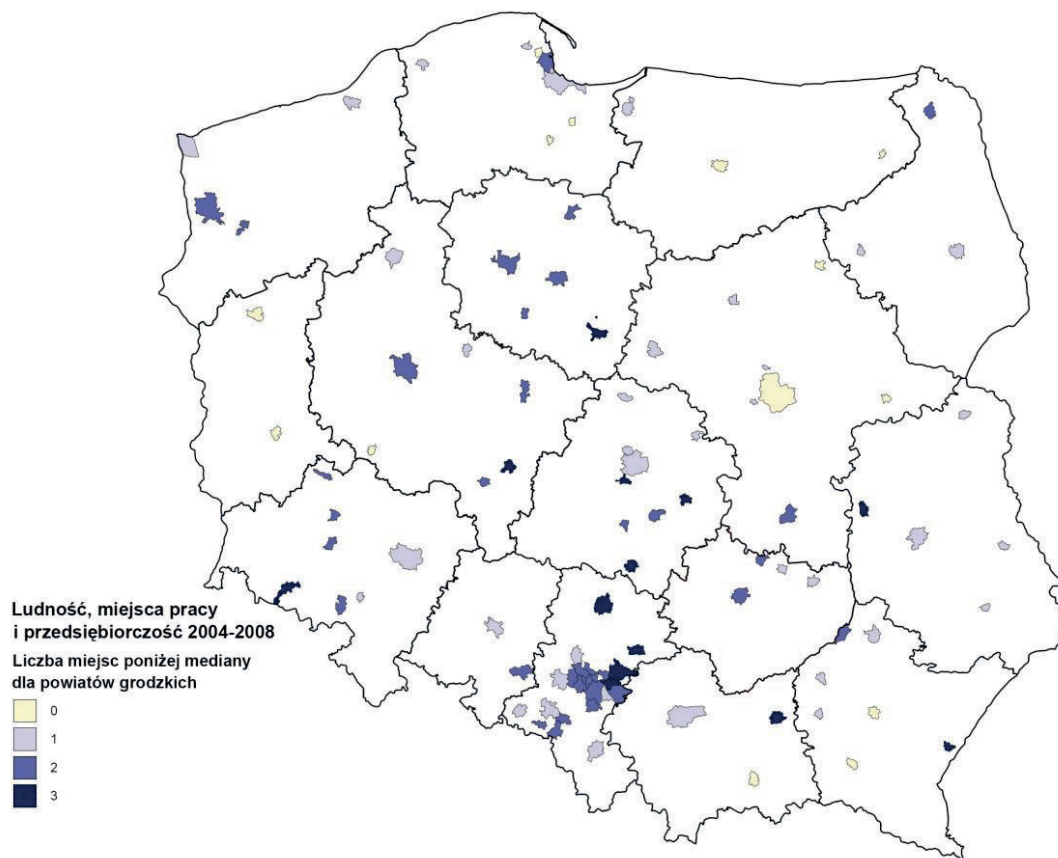 Ludność, miejsca pracy
i przedsiębiorczość 2004-2008
Liczba miejsc poniżej mediany
dla powiatów grodzkich
0
1
2
3